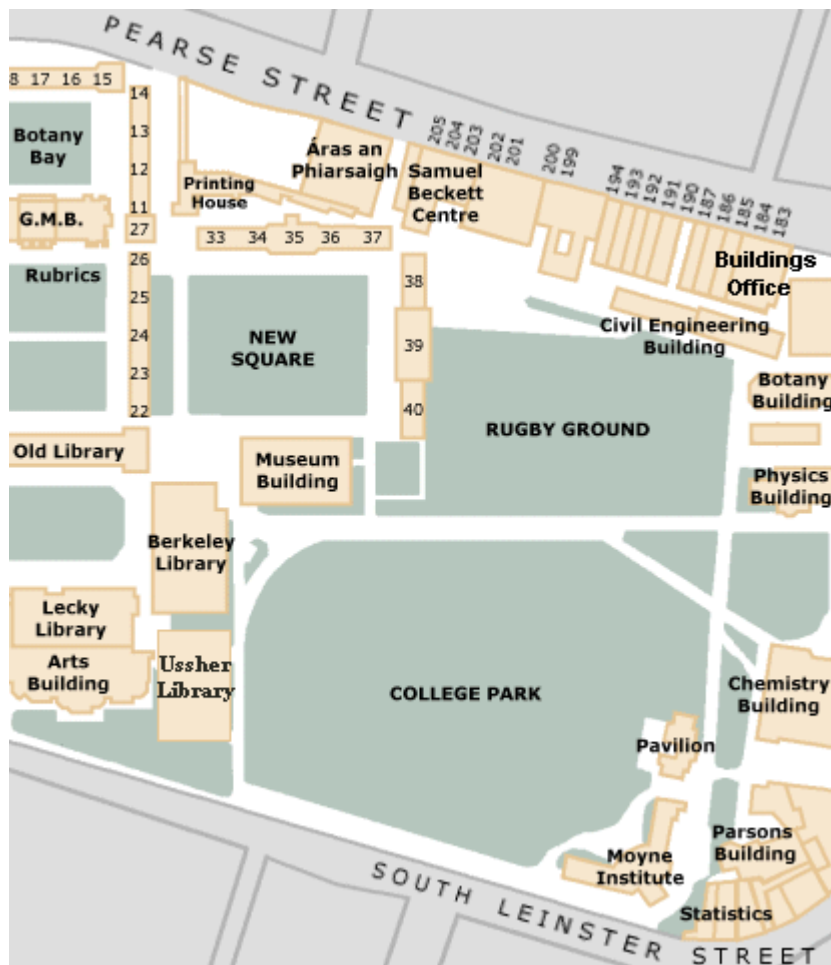 PEARSE STREET
8 17 16 15
14
13
12
11
27
Botany
Bay
G.M.B.
Printing
House
Áras an
Phiarsaigh
Samuel
Beckett
Centre
205
204
203
202
201
200
199
194
193
192
191
190
187
186
185
184
183
33 34 35 36 37
Buildings
Office
Rubrics
26
25
24
23
22
NEW
SQUARE
38
39
40
Civil Engineering
Building
Botany
Building
RUGBY GROUND
Old Library
Museum
Building
Physics
Building
Berkeley
Library
Lecky
Library
Arts
Building
Ussher
Library
COLLEGE PARK
Chemistry
Building
Pavilion
Parsons
Building
Moyne
Institute
Statistics
SOUTH LEINSTER STREET